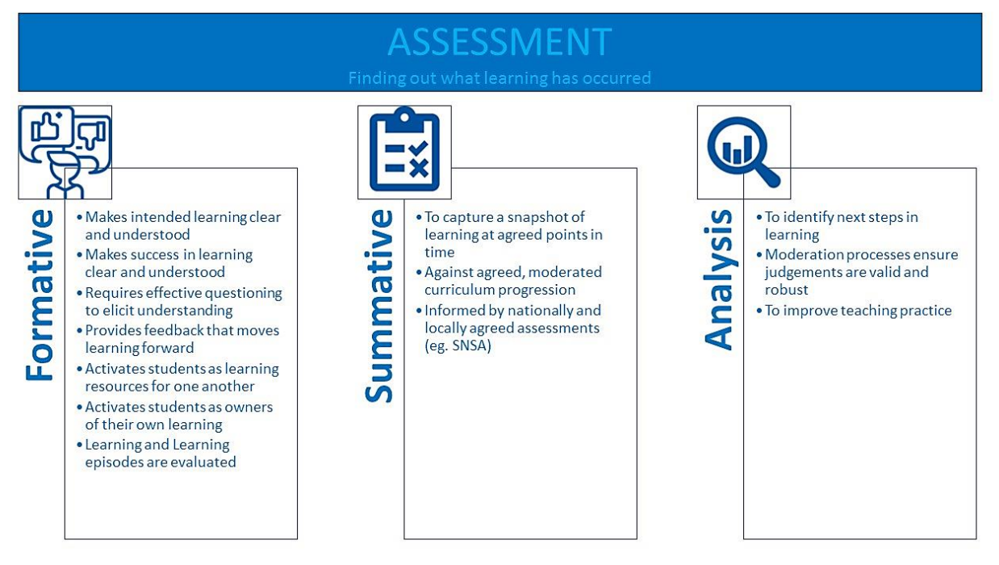 ASSESSMENT
Finding out what learning has occurred
Formative
•Makes intended learning clear
and understood
•Makes success in learning
clear and understood
•Requires effective questioning
to elicit understanding
•Provides feedback that moves
learning forward
•Activates students as learning
resources for one another
•Activates students as owners
of their own learning
•Learning and Learning
episodes are evaluated
Summative
•To capture a snapshot of
learning at agreed points in
time
•Against agreed, moderated
curriculum progression
•Informed by nationally and
locally agreed assessments
(eg. SNSA)
Analysis
•To identify next steps in
learning
•Moderation processes ensure
judgements are valid and
robust
•To improve teaching practice